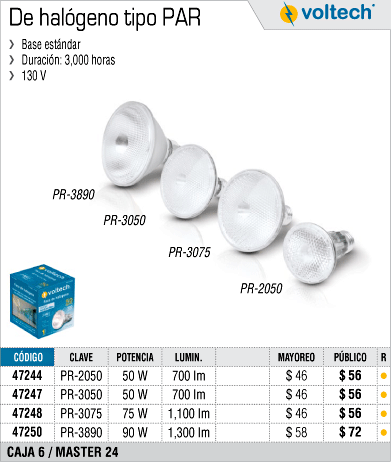 De halógeno tipo PAR
voltech®
› Base estándar
› Duración: 3,000 horas
› 130 V
PR-3890
PR-3050
PR-3075
PR-2050
voltech
CÓDIGO CLAVE POTENCIA LUMIN. MAYOREO PÚBLICO R
47244 PR-2050 50 W 700 lm $ 46 $ 56
47247 PR-3050 50 W 700 lm $ 46 $ 56
47248 PR-3075 75 W 1,100 lm $ 46 $ 56
47250 PR-3890 90 W 1,300 lm $ 58 $ 72
CAJA 6 / MASTER 24